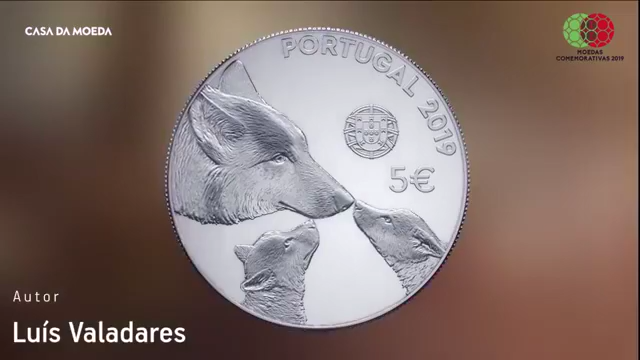 CASA DA MOEDA
MOEDAS
COMEMORATIVAS 2019
PORTUGAL 2019
5€
Autor
Luís Valadares